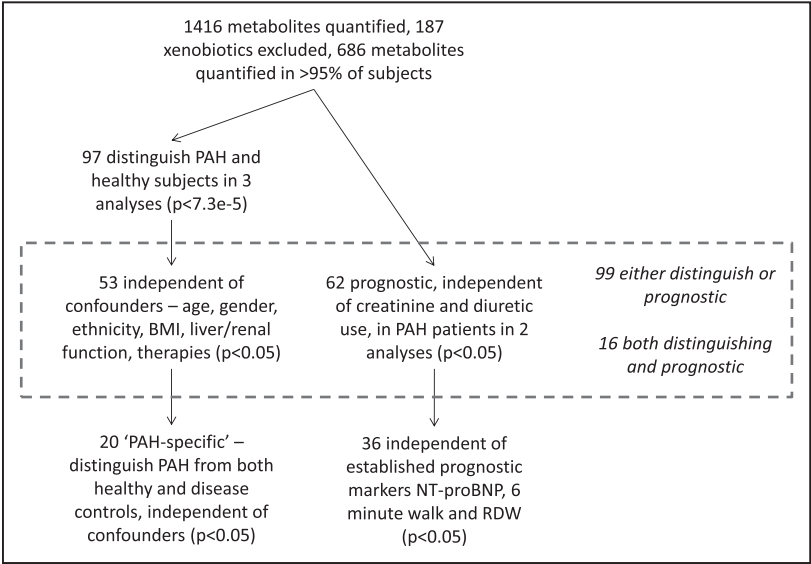 1416 metabolites quantified, 187
xenobiotics excluded, 686 metabolites
quantified in >95% of subjects
97 distinguish PAH and
healthy subjects in 3
analyses (p<7.3e-5)
53 independent of
confounders – age, gender,
ethnicity, BMI, liver/renal
function, therapies (p<0.05)
62 prognostic, independent
of creatinine and diuretic
use, in PAH patients in 2
analyses (p<0.05)
99 either distinguish or
prognostic
16 both distinguishing
and prognostic
20 ‘PAH-specific’ –
distinguish PAH from both
healthy and disease
controls, independent of
confounders (p<0.05)
36 independent of
established prognostic
markers NT-proBNP, 6
minute walk and RDW
(p<0.05)